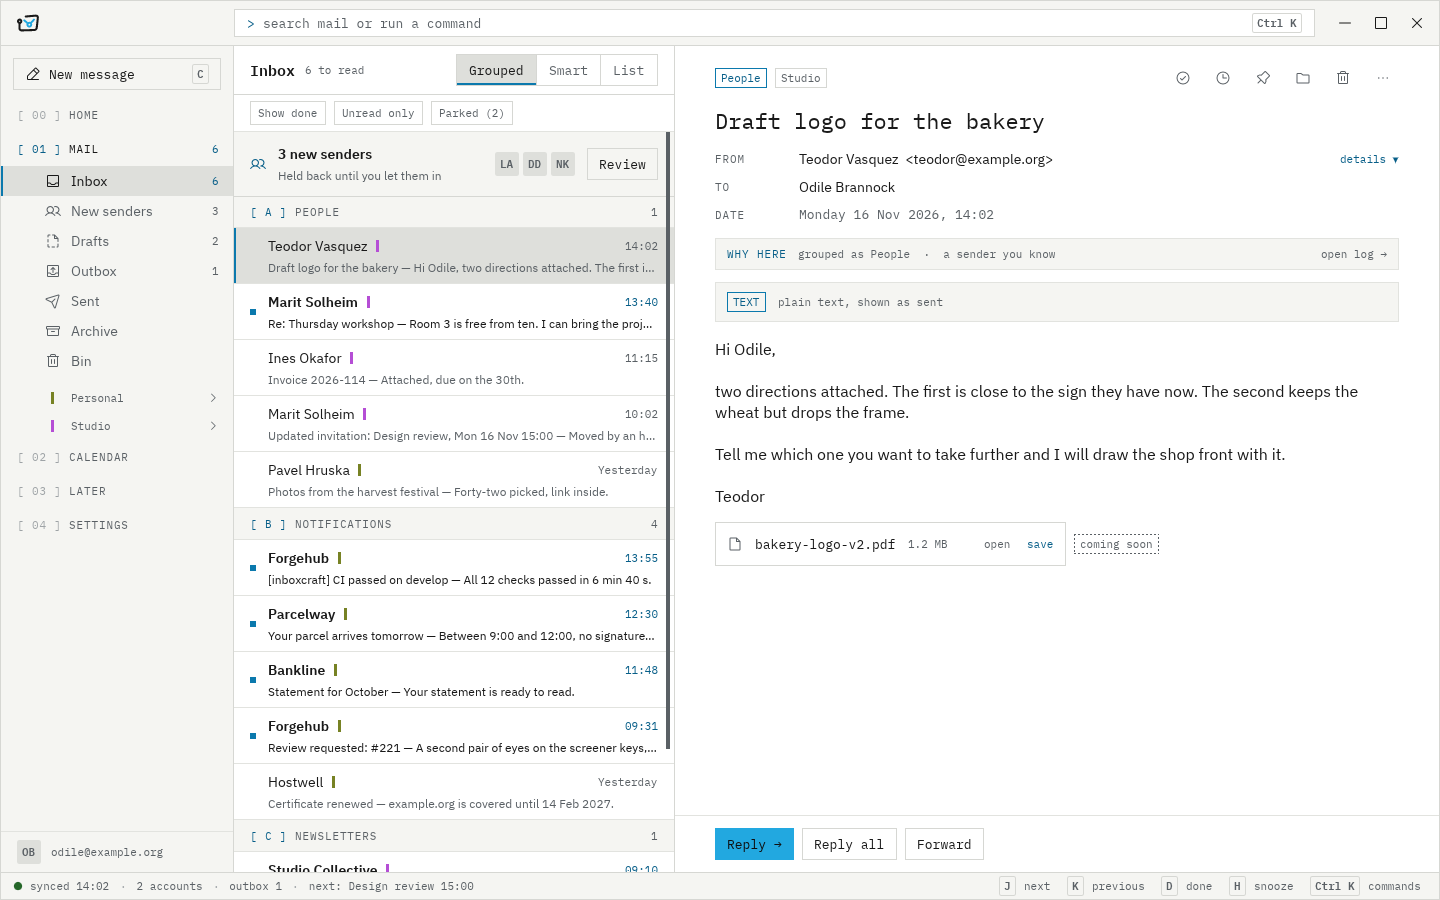 > search mail or run a command Ctrl K
New message C
[ 00 ] HOME
[ 01 ] MAIL 6
Inbox 6
New senders 3
Drafts 2
Outbox 1
Sent
Archive
Bin
Personal
Studio
[ 02 ] CALENDAR
[ 03 ] LATER
[ 04 ] SETTINGS
OB odile@example.org
Inbox 6 to read Grouped Smart List
Show done Unread only Parked (2)
3 new senders
Held back until you let them in
LA DD NK Review
[ A ] PEOPLE 1
Teodor Vasquez 14:02
Draft logo for the bakery — Hi Odile, two directions attached. The first i…
Marit Solheim 13:40
Re: Thursday workshop — Room 3 is free from ten. I can bring the proj…
Ines Okafor 11:15
Invoice 2026-114 — Attached, due on the 30th.
Marit Solheim 10:02
Updated invitation: Design review, Mon 16 Nov 15:00 — Moved by an h…
Pavel Hruska Yesterday
Photos from the harvest festival — Forty-two picked, link inside.
[ B ] NOTIFICATIONS 4
Forgehub 13:55
[inboxcraft] CI passed on develop — All 12 checks passed in 6 min 40 s.
Parcelway 12:30
Your parcel arrives tomorrow — Between 9:00 and 12:00, no signature…
Bankline 11:48
Statement for October — Your statement is ready to read.
Forgehub 09:31
Review requested: #221 — A second pair of eyes on the screener keys,…
Hostwell Yesterday
Certificate renewed — example.org is covered until 14 Feb 2027.
[ C ] NEWSLETTERS 1
Studio Collective 09:10
People Studio
Draft logo for the bakery
FROM Teodor Vasquez <teodor@example.org> details ▾
TO Odile Brannock
DATE Monday 16 Nov 2026, 14:02
WHY HERE grouped as People · a sender you know open log →
TEXT plain text, shown as sent
Hi Odile,
two directions attached. The first is close to the sign they have now. The second keeps the
wheat but drops the frame.
Tell me which one you want to take further and I will draw the shop front with it.
Teodor
bakery-logo-v2.pdf 1.2 MB open save coming soon
Reply → Reply all Forward
synced 14:02 · 2 accounts · outbox 1 · next: Design review 15:00
J next K previous D done H snooze Ctrl K commands